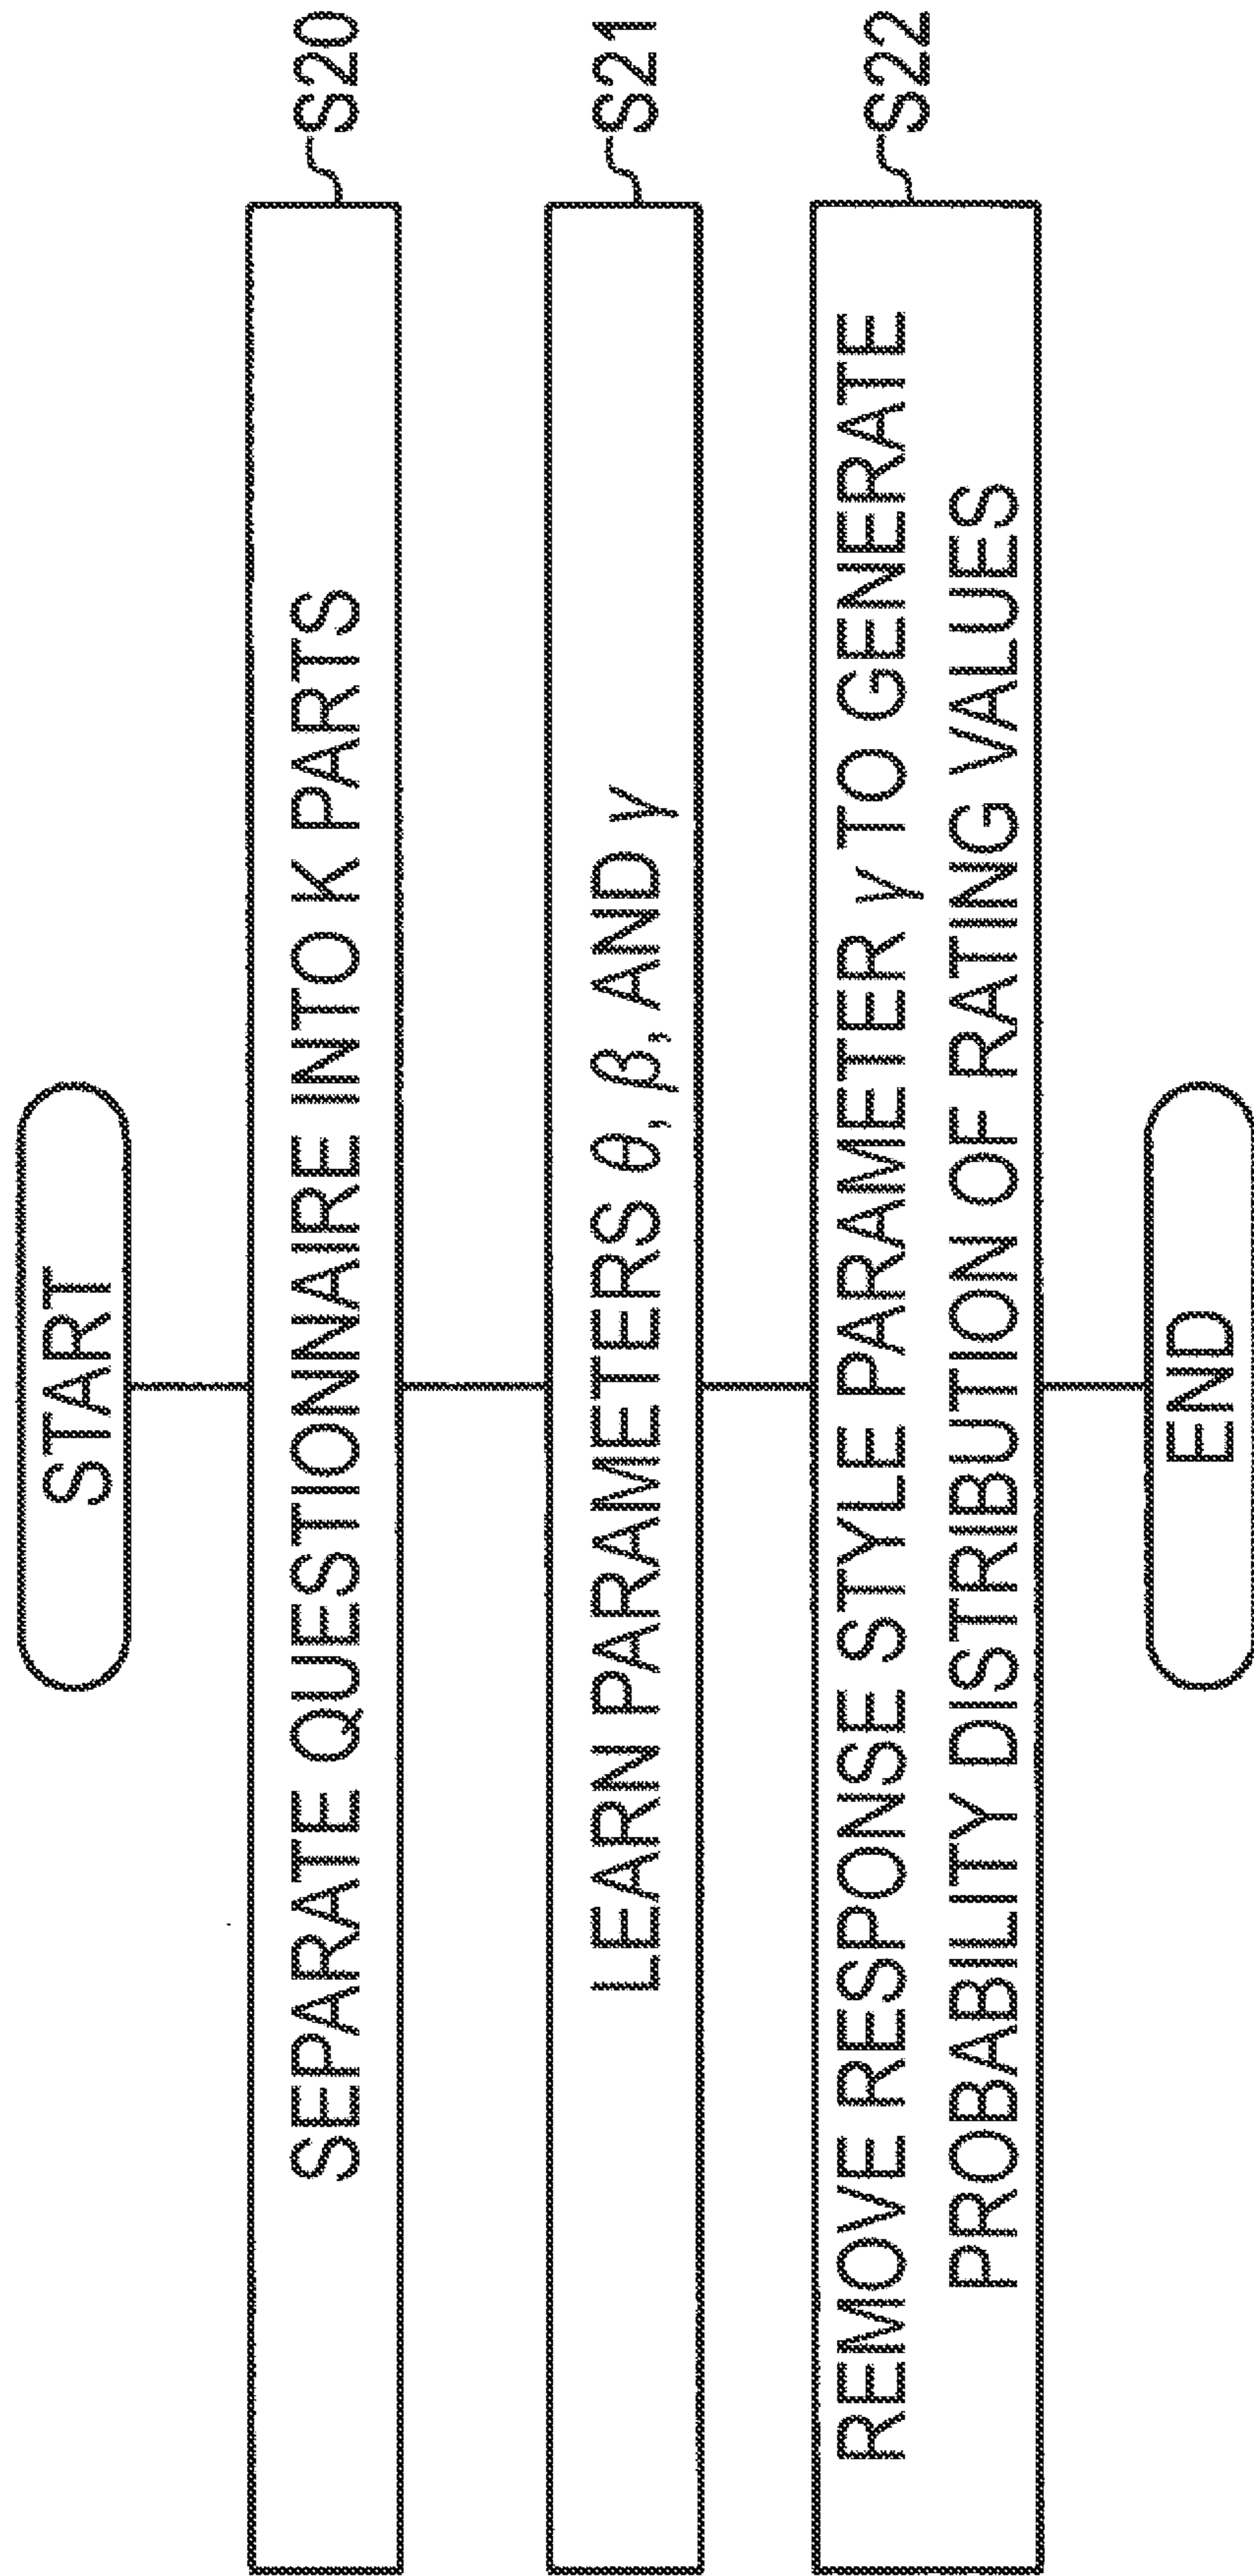 START
SEPARATE QUESTIONNAIRE INTO K PARTS
S20
LEARN PARAMETERS θ, β, AND γ
S21
REMOVE RESPONSE STYLE PARAMETER γ TO GENERATE
PROBABILITY DISTRIBUTION OF RATING VALUES
S22
END